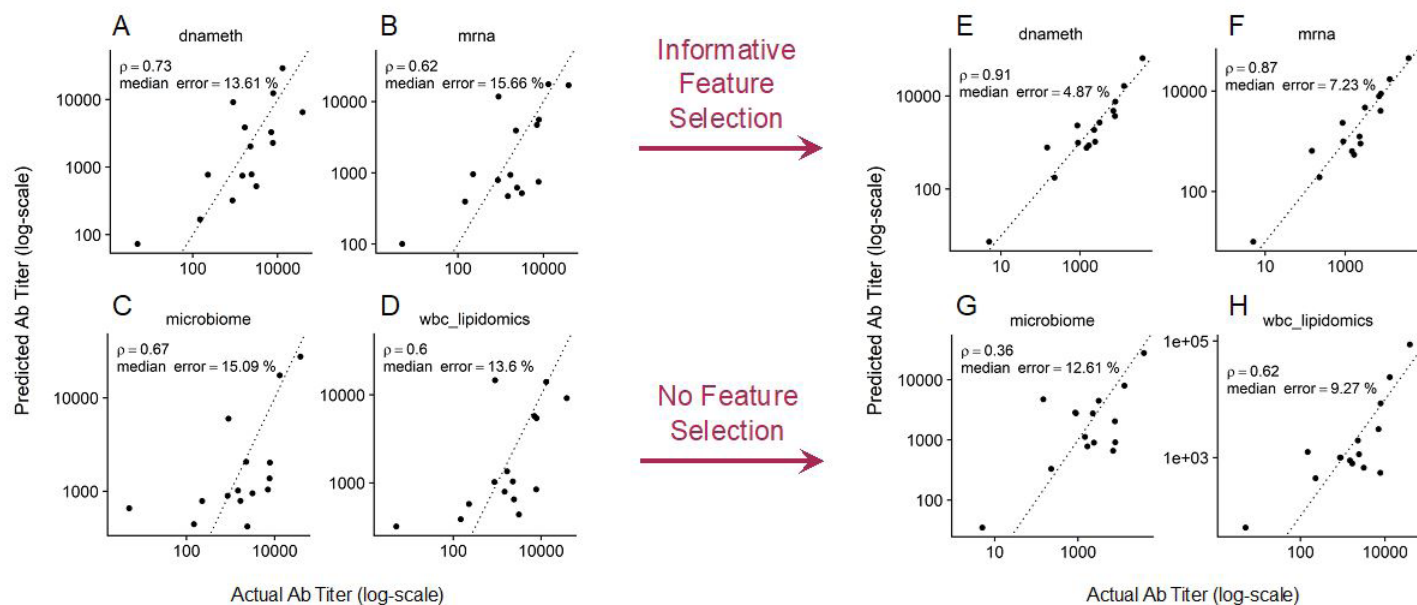 A
dnameth
ρ = 0.73
median error = 13.61 %
10000
1000
100
100
10000
B
mrna
ρ = 0.62
median error = 15.66 %
10000
1000
100
100
10000
Informative
Feature
Selection
E
dnameth
ρ = 0.91
median error = 4.87 %
10000
100
10
1000
F
mrna
ρ = 0.87
median error = 7.23 %
10000
100
10
1000
Predicted Ab Titer (log-scale)
Predicted Ab Titer (log-scale)
C
microbiome
ρ = 0.67
median error = 15.09 %
10000
1000
100
10000
D
wbc_lipidomics
ρ = 0.6
median error = 13.6 %
10000
1000
100
10000
No Feature
Selection
G
microbiome
ρ = 0.36
median error = 12.61 %
10000
1000
100
10
1000
H
wbc_lipidomics
1e+05
ρ = 0.62
median error = 9.27 %
1e+03
100
10000
Actual Ab Titer (log-scale)
Actual Ab Titer (log-scale)